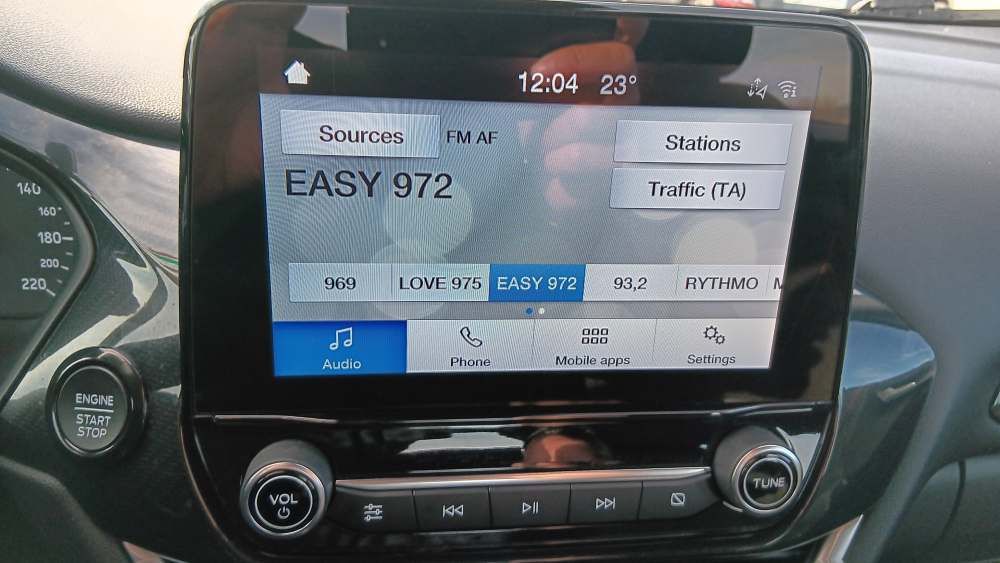 12:04 23°
Sources FM AF Stations
EASY 972 Traffic (TA)
969 LOVE 975 EASY 972 93,2 RYTHMO M
Audio Phone Mobile apps Settings
140
160
180
200
220
ENGINE
START
STOP
VOL
TUNE